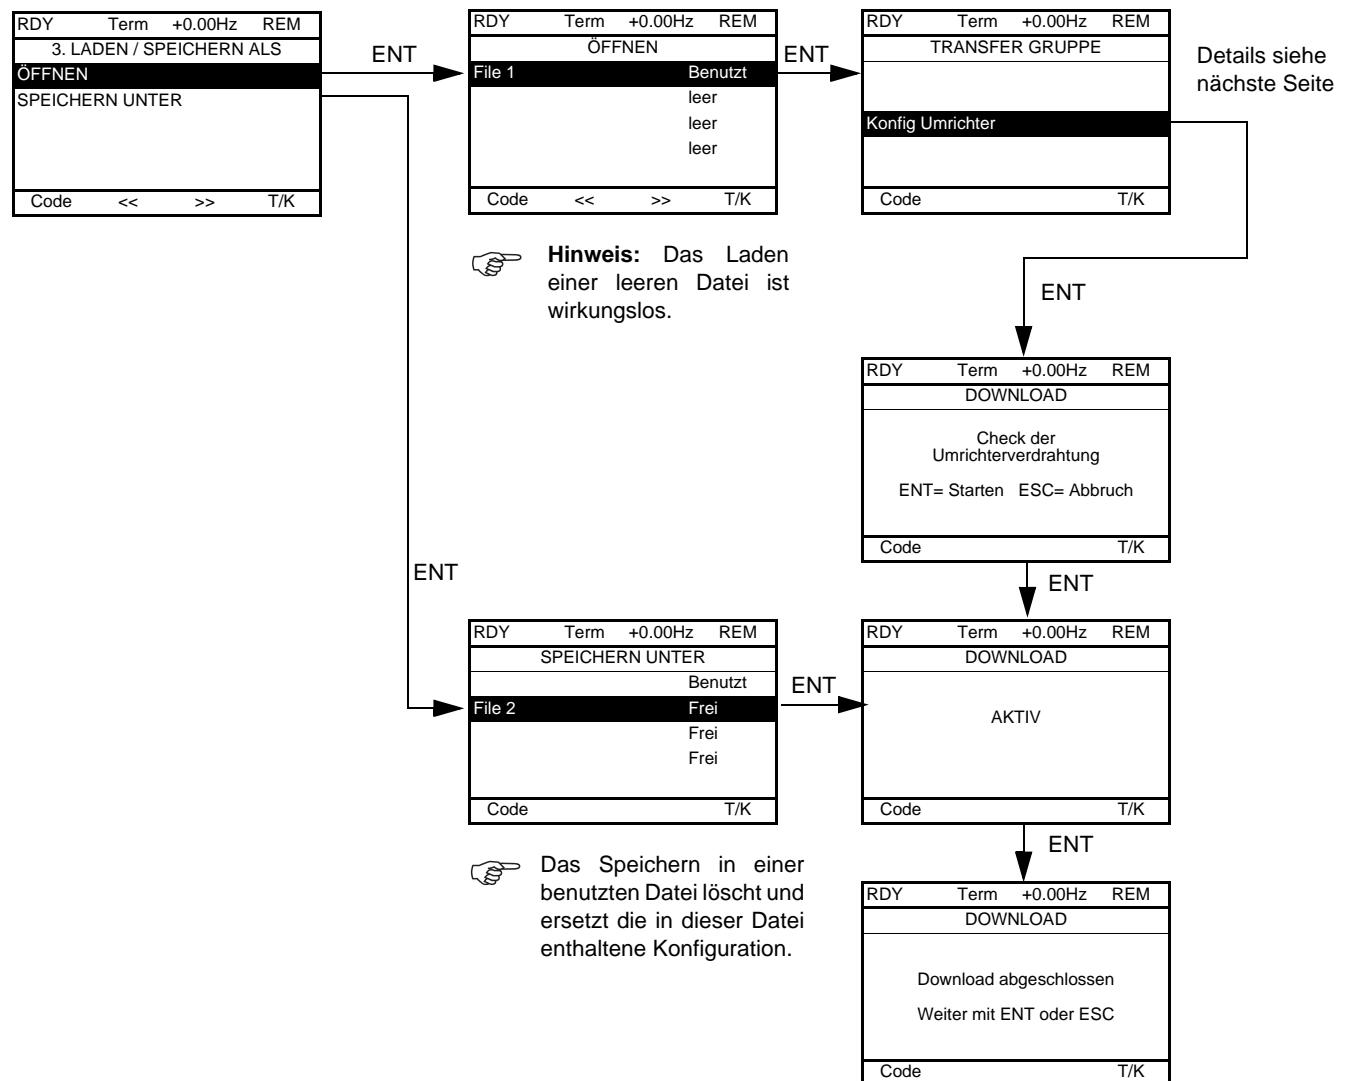 RDY Term +0.00Hz REM
3. LADEN / SPEICHERN ALS
ÖFFNEN
SPEICHERN UNTER
Code << >> T/K
ENT
RDY Term +0.00Hz REM
ÖFFNEN
File 1 Benutzt
leer
leer
leer
Code << >> T/K
ENT
RDY Term +0.00Hz REM
TRANSFER GRUPPE
Konfig Umrichter
Code T/K
Details siehe
nächste Seite
Hinweis: Das Laden
einer leeren Datei ist
wirkungslos.
ENT
RDY Term +0.00Hz REM
DOWNLOAD
Check der
Umrichterverdrahtung
ENT= Starten ESC= Abbruch
Code T/K
ENT
ENT
RDY Term +0.00Hz REM
SPEICHERN UNTER
Benutzt
File 2 Frei
Frei
Frei
Code T/K
ENT
RDY Term +0.00Hz REM
DOWNLOAD
AKTIV
Code T/K
ENT
Das Speichern in einer
benutzten Datei löscht und
ersetzt die in dieser Datei
enthaltene Konfiguration.
RDY Term +0.00Hz REM
DOWNLOAD
Download abgeschlossen
Weiter mit ENT oder ESC
Code T/K